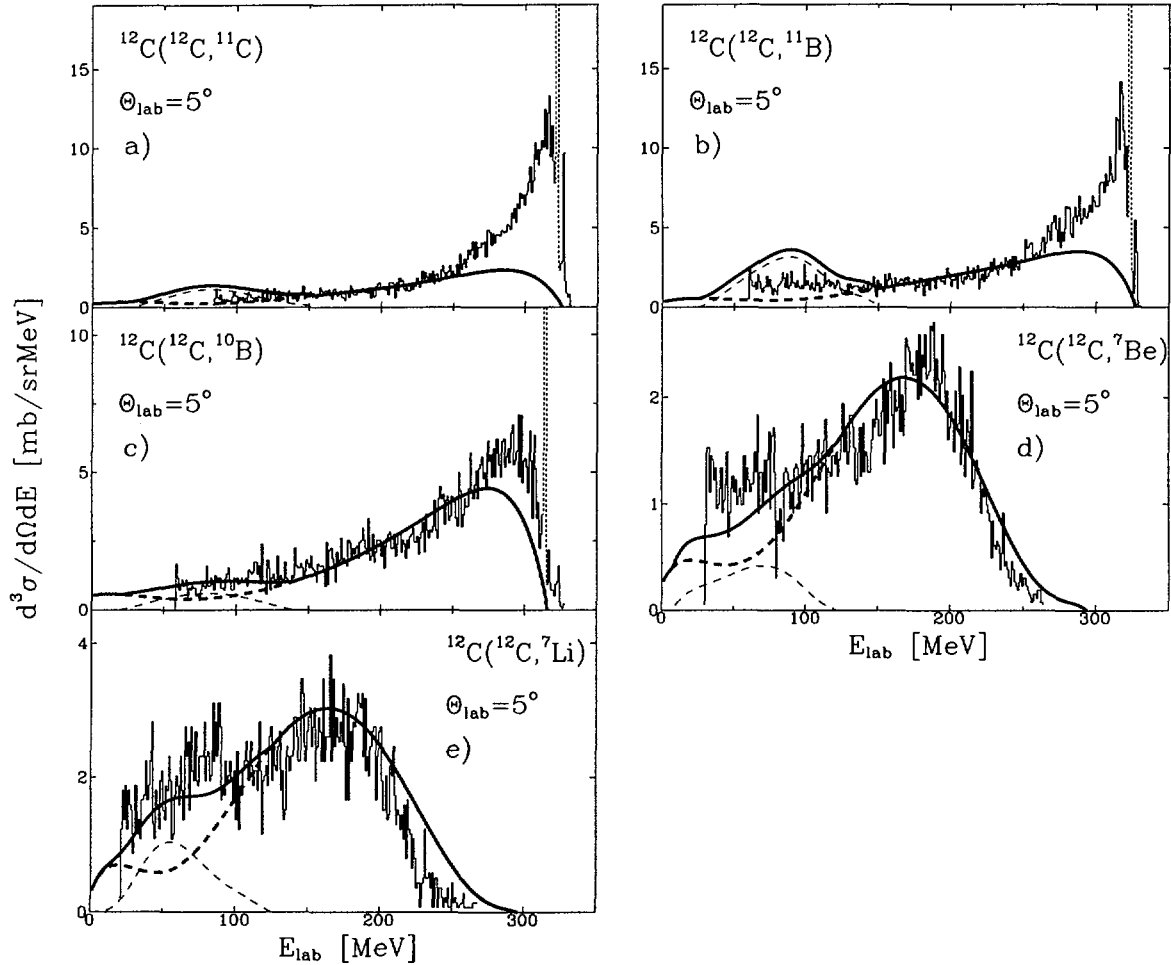 ¹²C(¹²C,¹¹C)
Θlab=5°
a)
15
10
5
0
¹²C(¹²C,¹¹B)
Θlab=5°
b)
15
10
5
0
d³σ/dΩdE [mb/srMeV]
¹²C(¹²C,¹⁰B)
Θlab=5°
c)
10
5
0
¹²C(¹²C,⁷Be)
Θlab=5°
d)
2
1
0
0 100 200 300
Elab [MeV]
¹²C(¹²C,⁷Li)
Θlab=5°
e)
4
2
0
0 100 200 300
Elab [MeV]